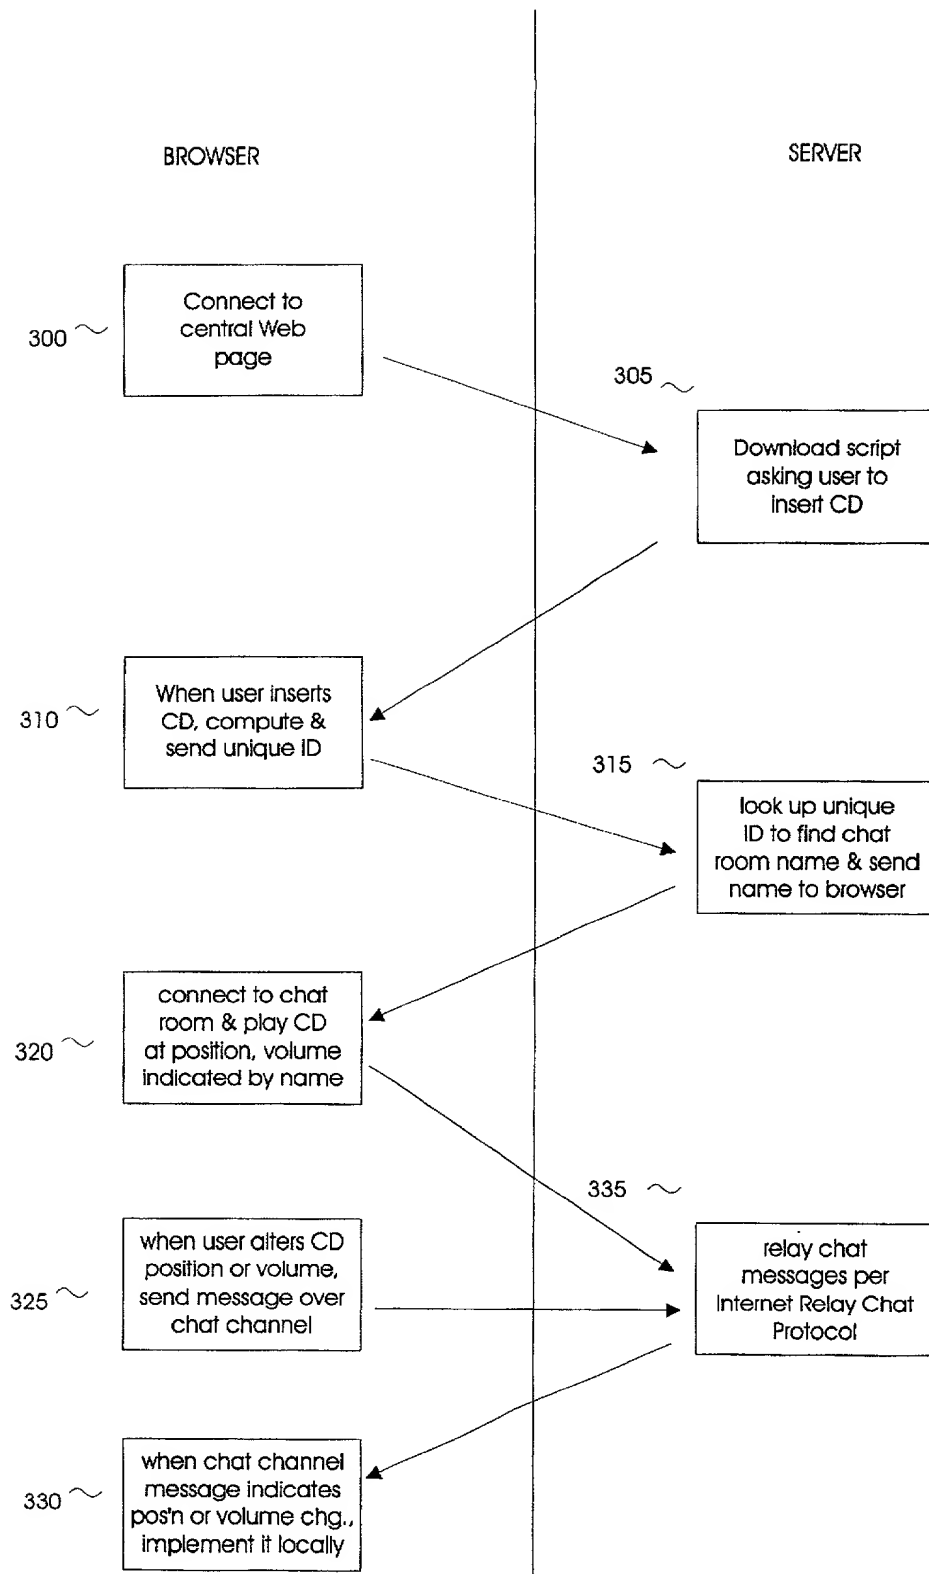 BROWSER
SERVER
300
Connect to
central Web
page
305
Download script
asking user to
insert CD
310
When user inserts
CD, compute &
send unique ID
315
look up unique
ID to find chat
room name & send
name to browser
320
connect to chat
room & play CD
at position, volume
indicated by name
335
relay chat
messages per
Internet Relay Chat
Protocol
325
when user alters CD
position or volume,
send message over
chat channel
330
when chat channel
message indicates
pos'n or volume chg.,
implement it locally